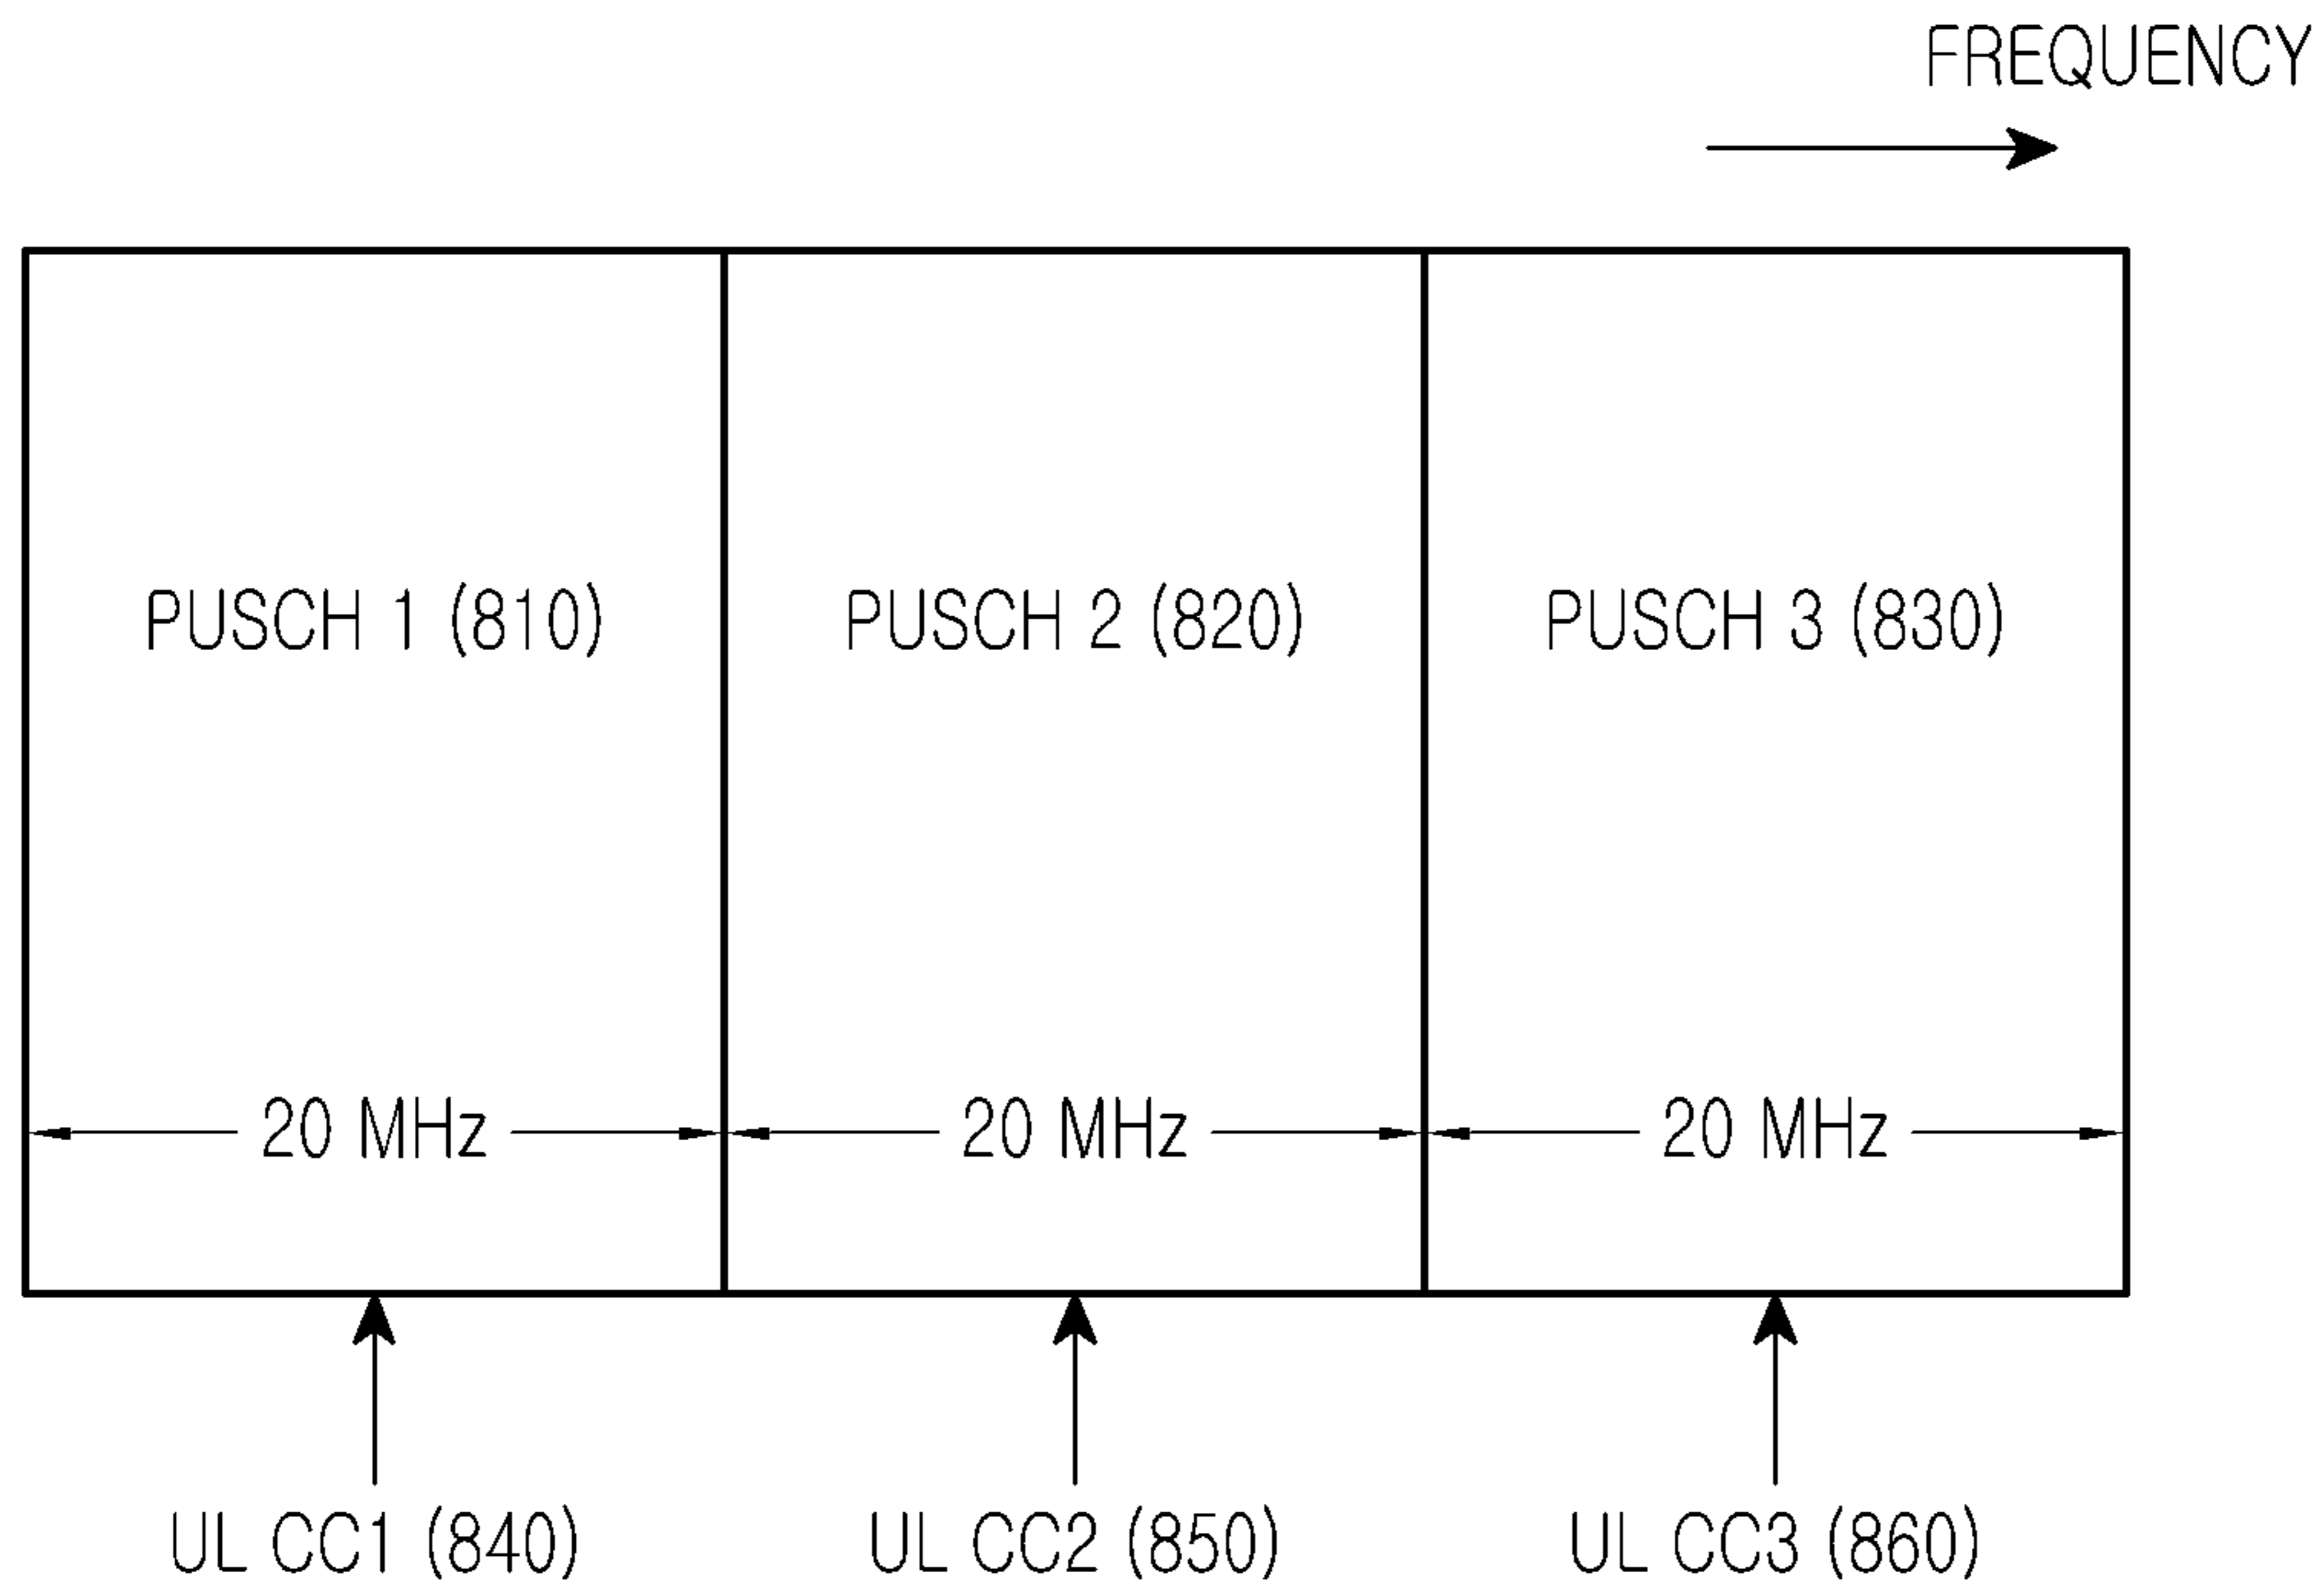 FREQUENCY
PUSCH 1 (810) PUSCH 2 (820) PUSCH 3 (830)
20 MHz 20 MHz 20 MHz
UL CC1 (840) UL CC2 (850) UL CC3 (860)